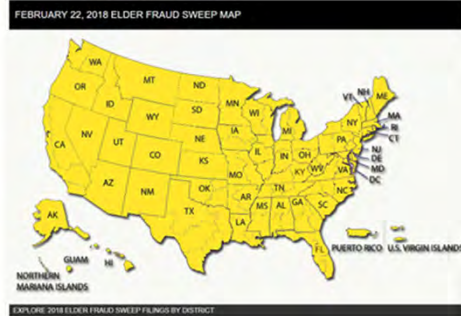 FEBRUARY 22, 2018 ELDER FRAUD SWEEP MAP
WA
MT
ND
MN
VT
NH
ME
OR
ID
SD
WI
MI
NY
MA
RI
CT
WY
IA
PA
NJ
DE
MD
DC
NV
NE
IL
IN
OH
UT
CO
KS
MO
KY
WV
VA
CA
NC
TN
AZ
NM
OK
AR
MS
AL
GA
SC
TX
LA
FL
AK
GUAM
HI
PUERTO RICO
U.S. VIRGIN ISLANDS
NORTHERN
MARIANA ISLANDS
EXPLORE 2018 ELDER FRAUD SWEEP FILINGS BY DISTRICT